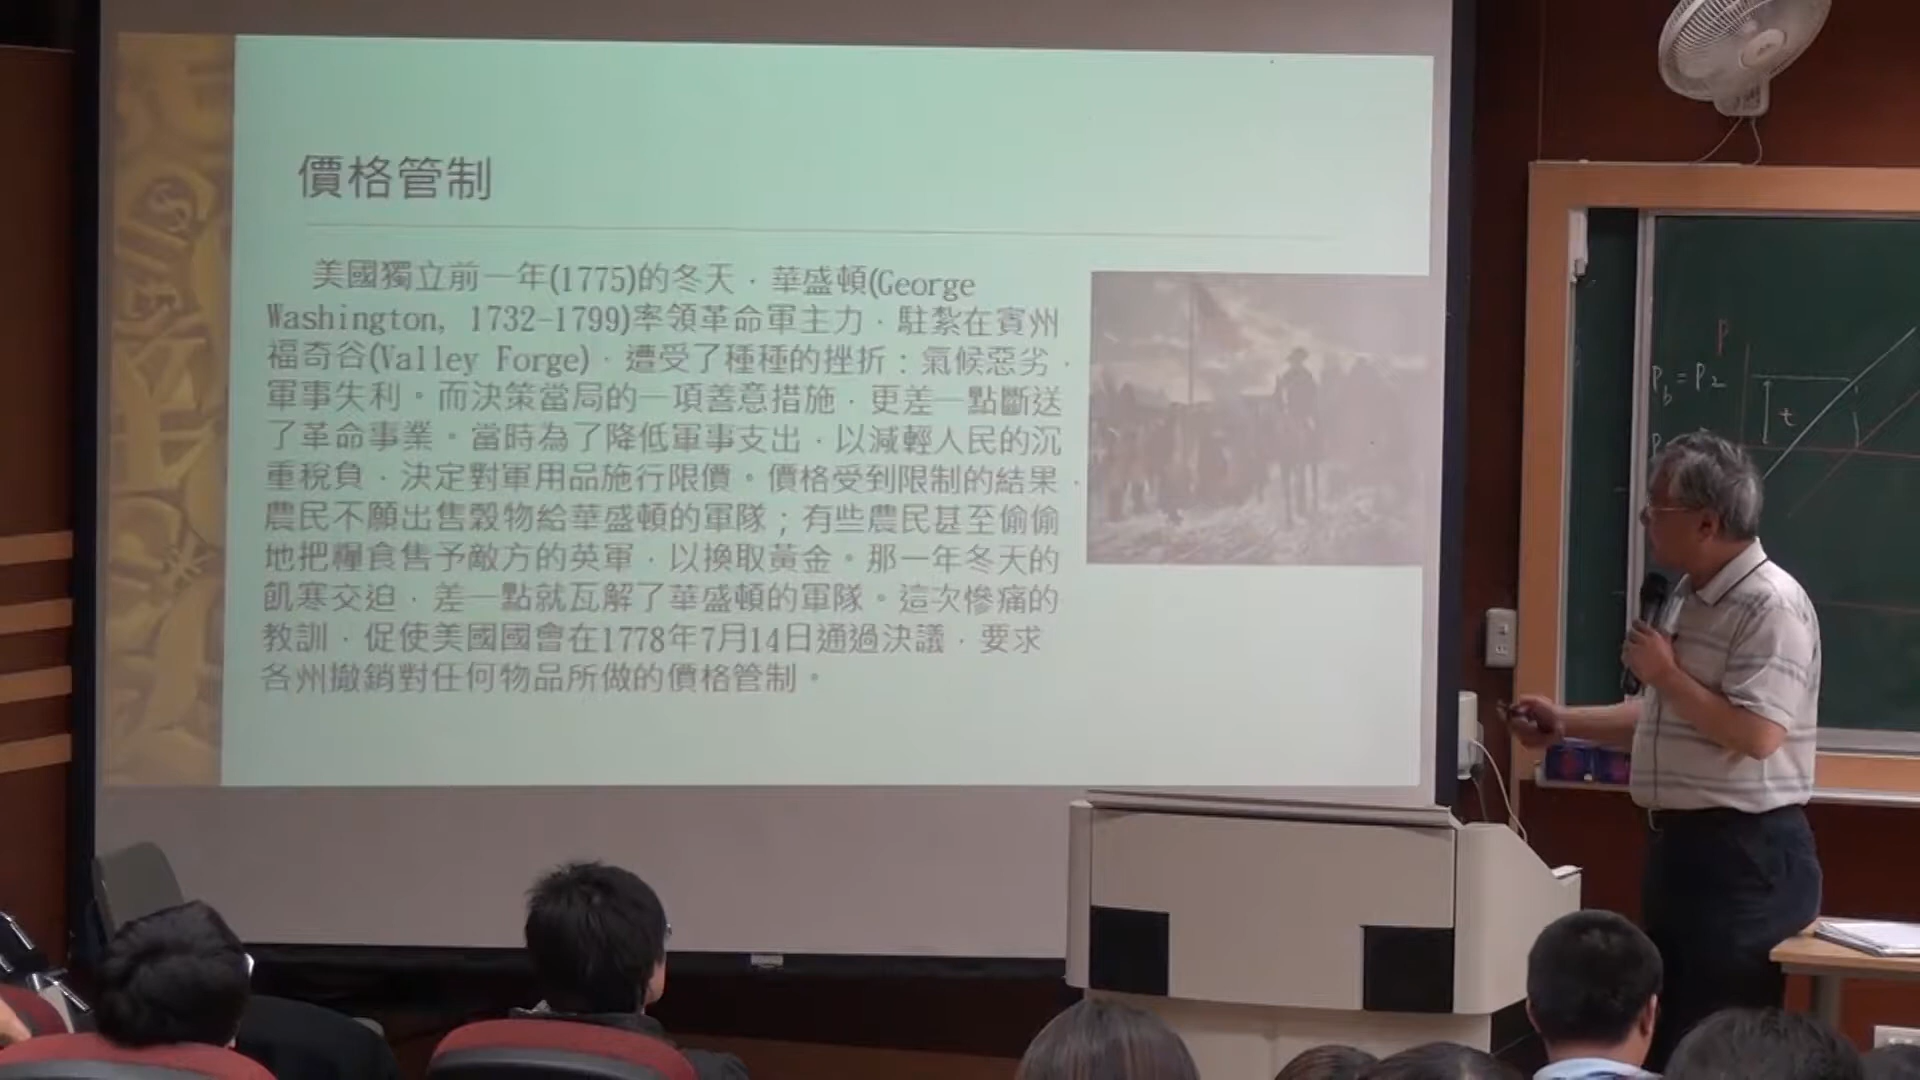 價格管制
美國獨立前一年(1775)的冬天，華盛頓(George
Washington, 1732-1799)率領革命軍主力，駐紮在賓州
福奇谷(Valley Forge)，遭受了種種的挫折：氣候惡劣，
軍事失利。而決策當局的一項善意措施，更差一點斷送
了革命事業。當時為了降低軍事支出，以減輕人民的沉
重稅負，決定對軍用品施行限價。價格受到限制的結果，
農民不願出售穀物給華盛頓的軍隊；有些農民甚至偷偷
地把糧食售予敵方的英軍，以換取黃金。那一年冬天的
飢寒交迫，差一點就瓦解了華盛頓的軍隊。這次慘痛的
教訓，促使美國國會在1778年7月14日通過決議，要求
各州撤銷對任何物品所做的價格管制。
P
P_b = P_2
t